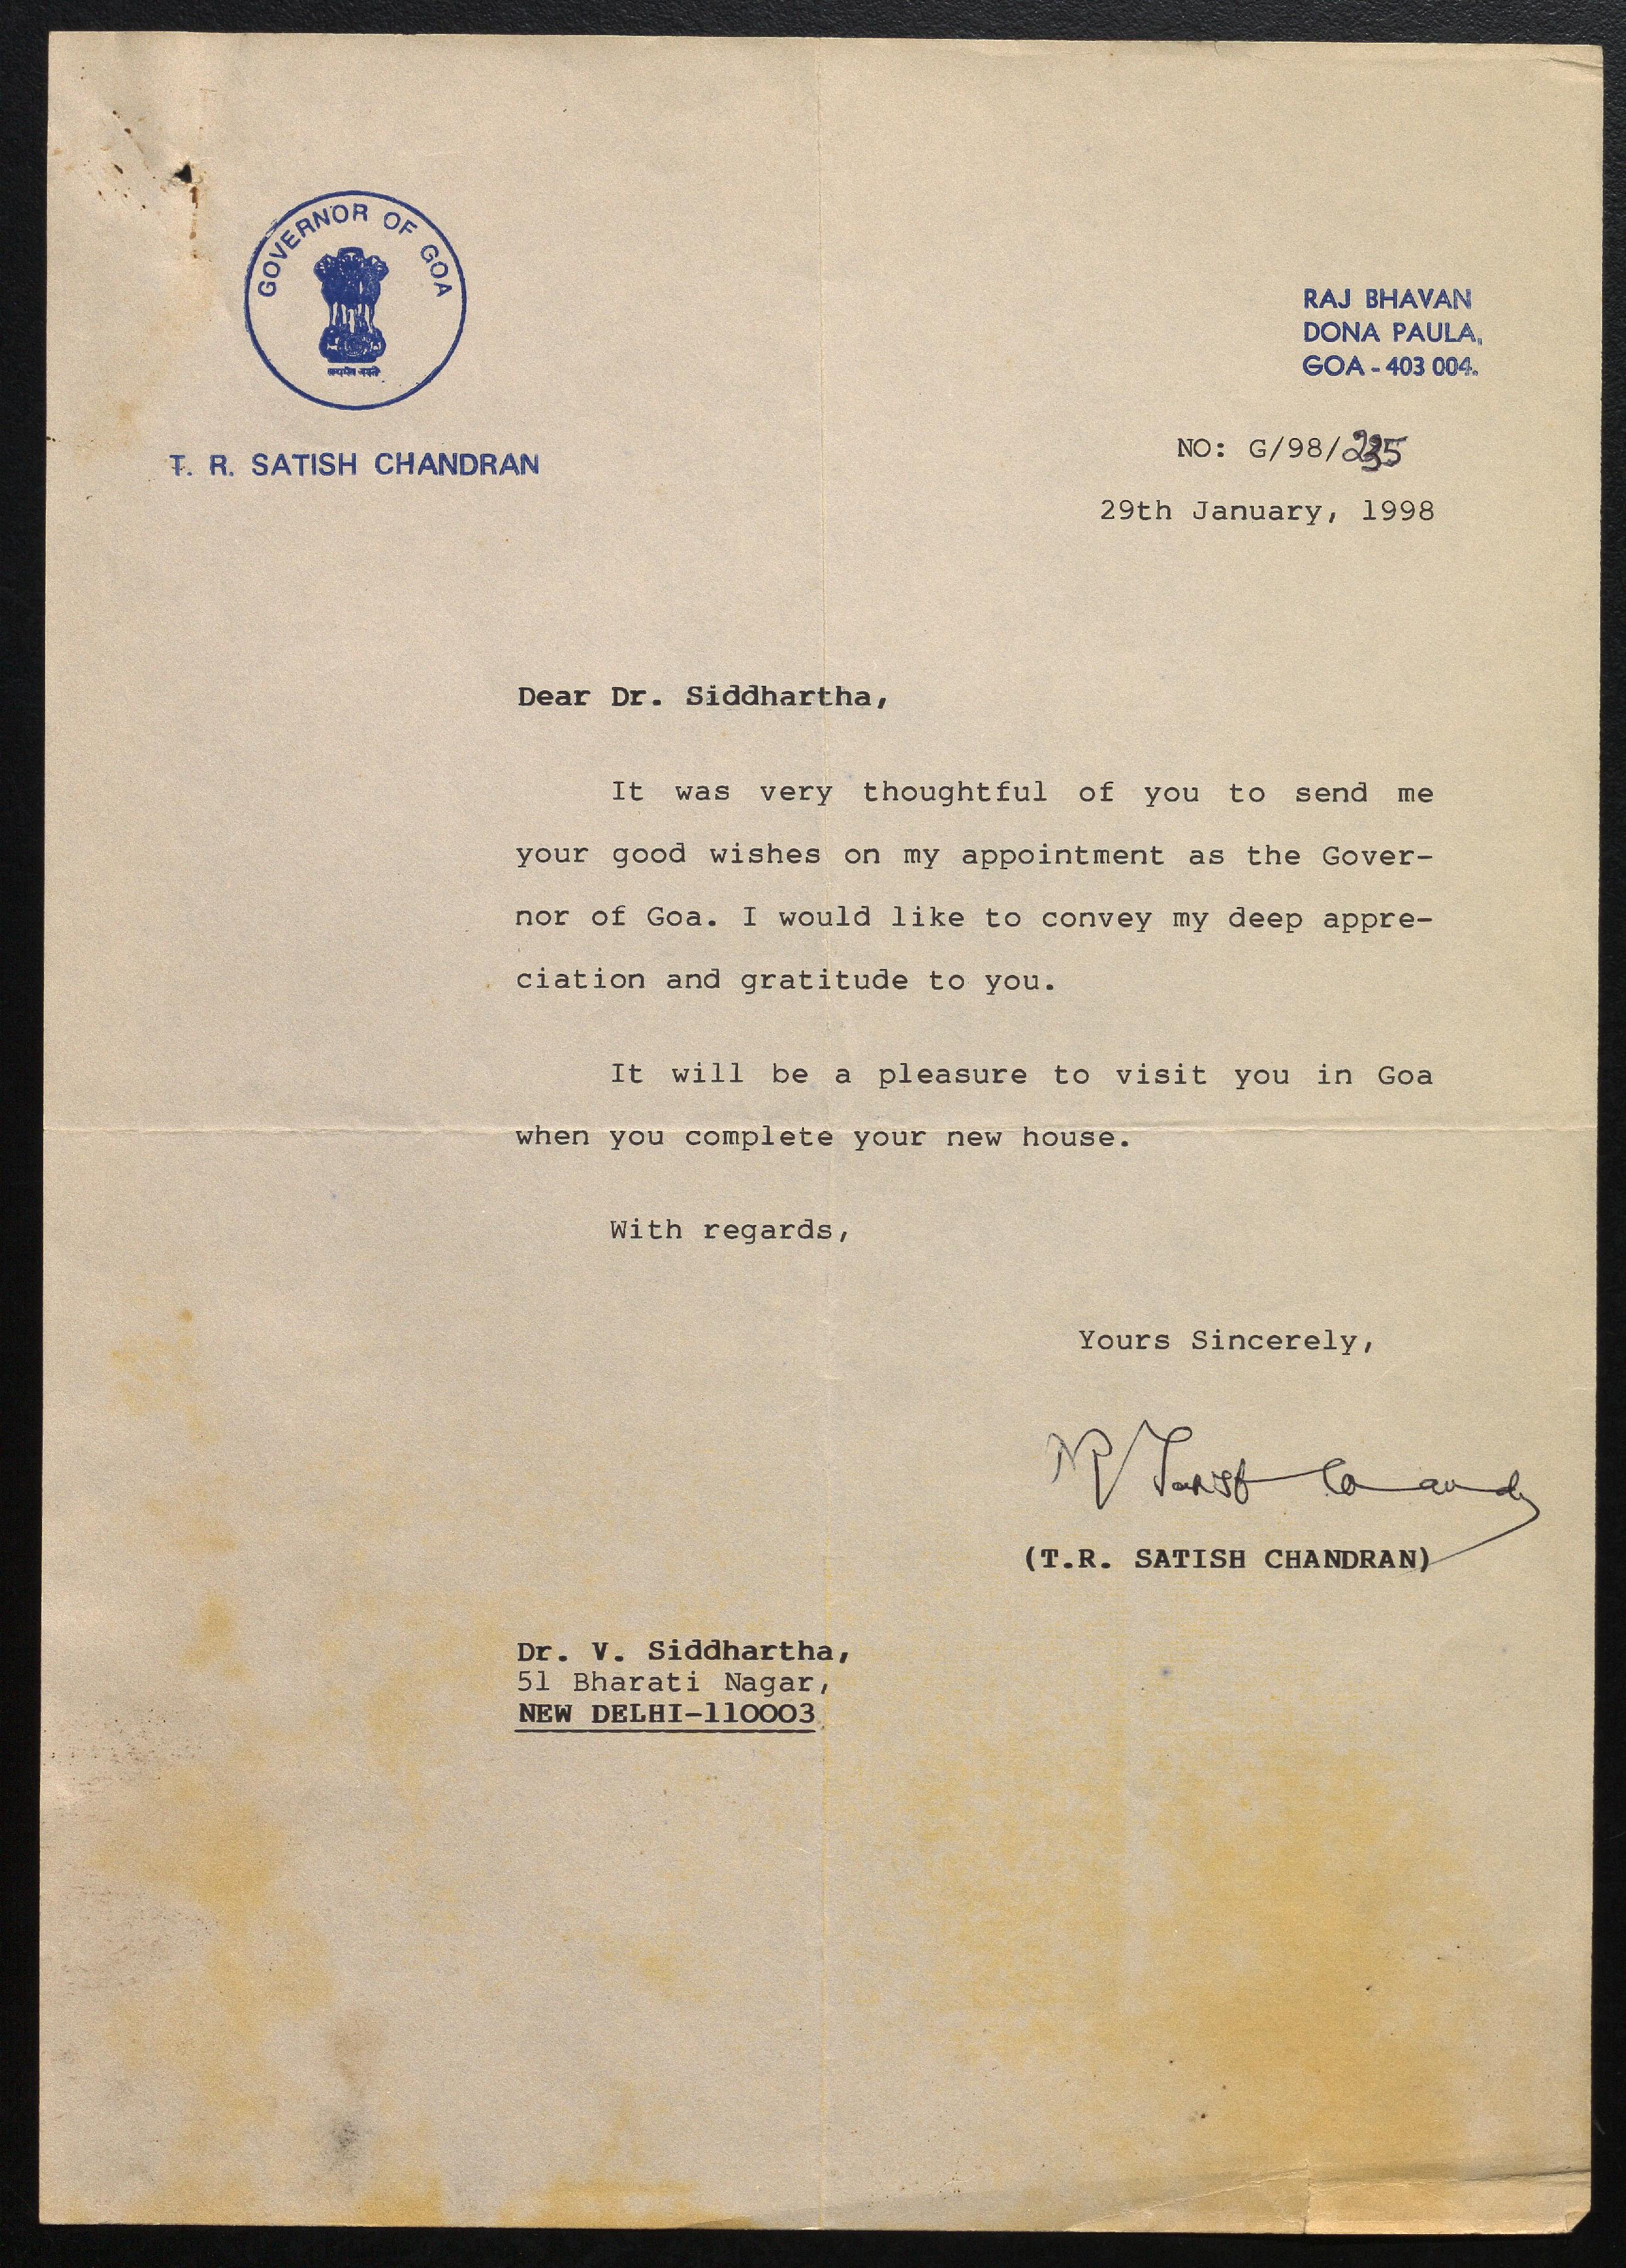 GOVERNOR OF GOA
सत्यमेव जयते
T. R. SATISH CHANDRAN
RAJ BHAVAN
DONA PAULA,
GOA - 403 004.
NO: G/98/235
29th January, 1998
Dear Dr. Siddhartha,
It was very thoughtful of you to send me
your good wishes on my appointment as the Gover-
nor of Goa. I would like to convey my deep appre-
ciation and gratitude to you.
It will be a pleasure to visit you in Goa
when you complete your new house.
With regards,
Yours Sincerely,
(T.R. SATISH CHANDRAN)
Dr. V. Siddhartha,
51 Bharati Nagar,
NEW DELHI-110003.